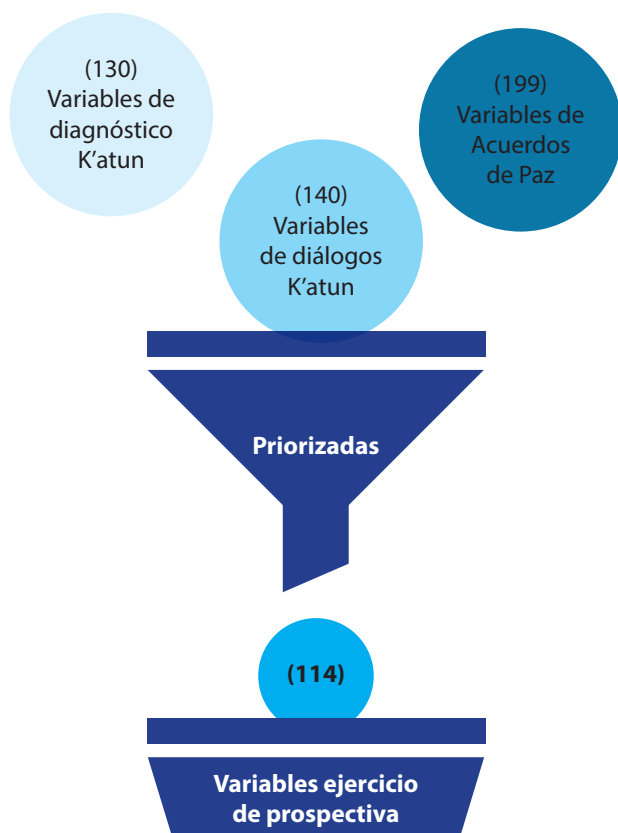 (130)
Variables de
diagnóstico
K'atun
(199)
Variables de
Acuerdos
de Paz
(140)
Variables
de diálogos
K'atun
Priorizadas
(114)
Variables ejercicio
de prospectiva